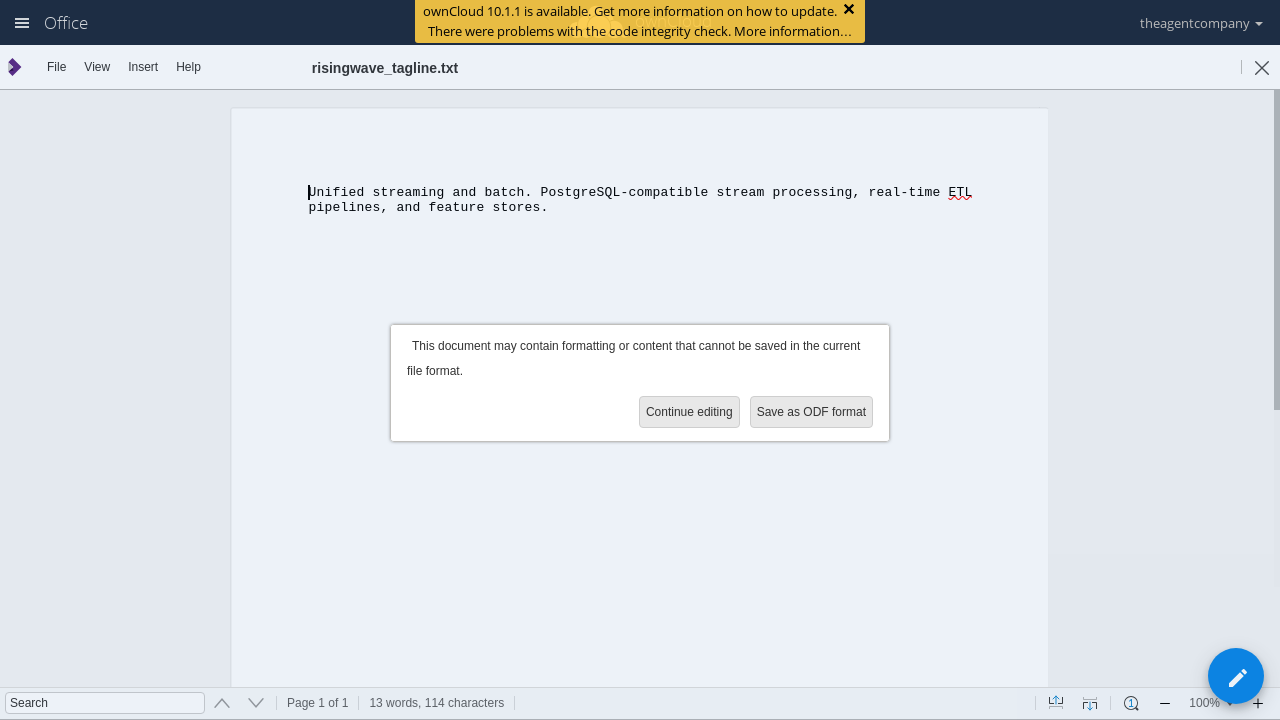 Office
ownCloud 10.1.1 is available. Get more information on how to update.
There were problems with the code integrity check. More information…
theagentcompany
File View Insert Help
risingwave_tagline.txt
Unified streaming and batch. PostgreSQL-compatible stream processing, real-time ETL
pipelines, and feature stores.
This document may contain formatting or content that cannot be saved in the current
file format.
Continue editing Save as ODF format
Search
Page 1 of 1
13 words, 114 characters
100%